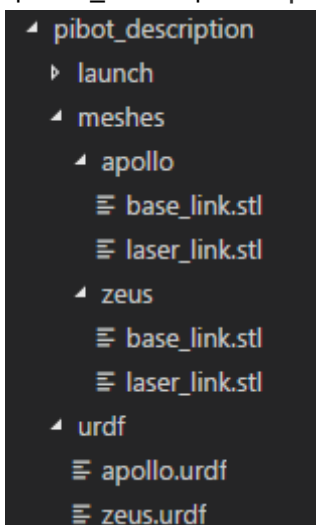 pibot_description
launch
meshes
apollo
base_link.stl
laser_link.stl
zeus
base_link.stl
laser_link.stl
urdf
apollo.urdf
zeus.urdf